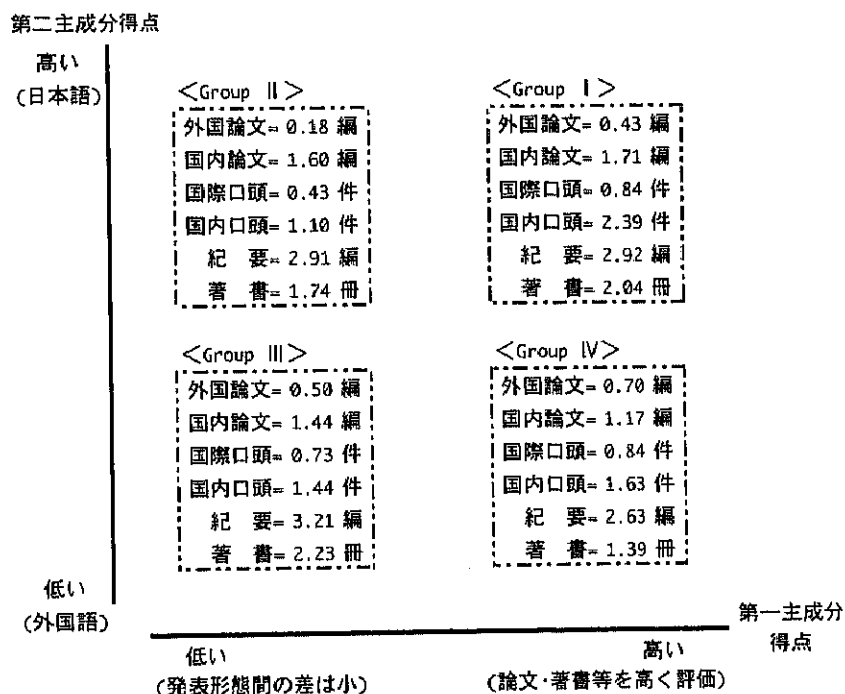 第二主成分得点
高い
(日本語)
<Group Ⅱ>
外国論文= 0.18 編
国内論文= 1.60 編
国際口頭= 0.43 件
国内口頭= 1.10 件
紀 要= 2.91 編
著 書= 1.74 冊
<Group Ⅰ>
外国論文= 0.43 編
国内論文= 1.71 編
国際口頭= 0.84 件
国内口頭= 2.39 件
紀 要= 2.92 編
著 書= 2.04 冊
<Group Ⅲ>
外国論文= 0.50 編
国内論文= 1.44 編
国際口頭= 0.73 件
国内口頭= 1.44 件
紀 要= 3.21 編
著 書= 2.23 冊
<Group Ⅳ>
外国論文= 0.70 編
国内論文= 1.17 編
国際口頭= 0.84 件
国内口頭= 1.63 件
紀 要= 2.63 編
著 書= 1.39 冊
低い
(外国語)
第一主成分
得点
低い
(発表形態間の差は小)
高い
(論文・著書等を高く評価)